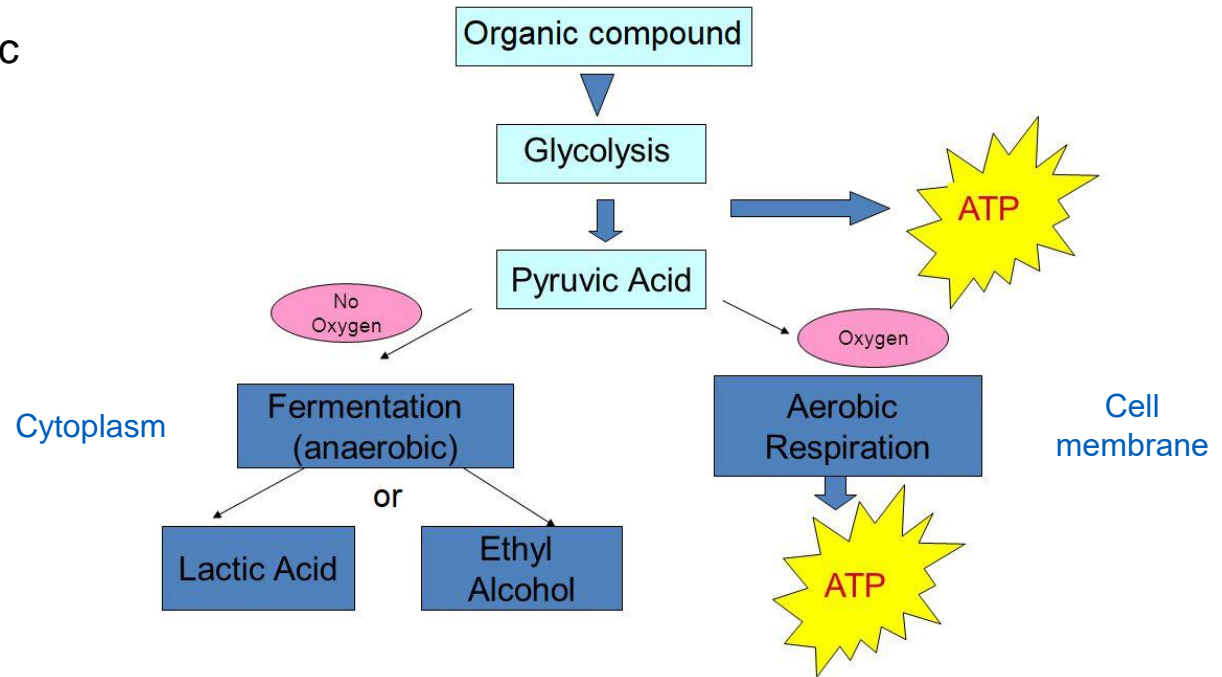 c
Organic compound
Glycolysis
ATP
Pyruvic Acid
No
Oxygen
Oxygen
Cytoplasm
Fermentation
(anaerobic)
Aerobic
Respiration
Cell
membrane
or
Lactic Acid
Ethyl
Alcohol
ATP